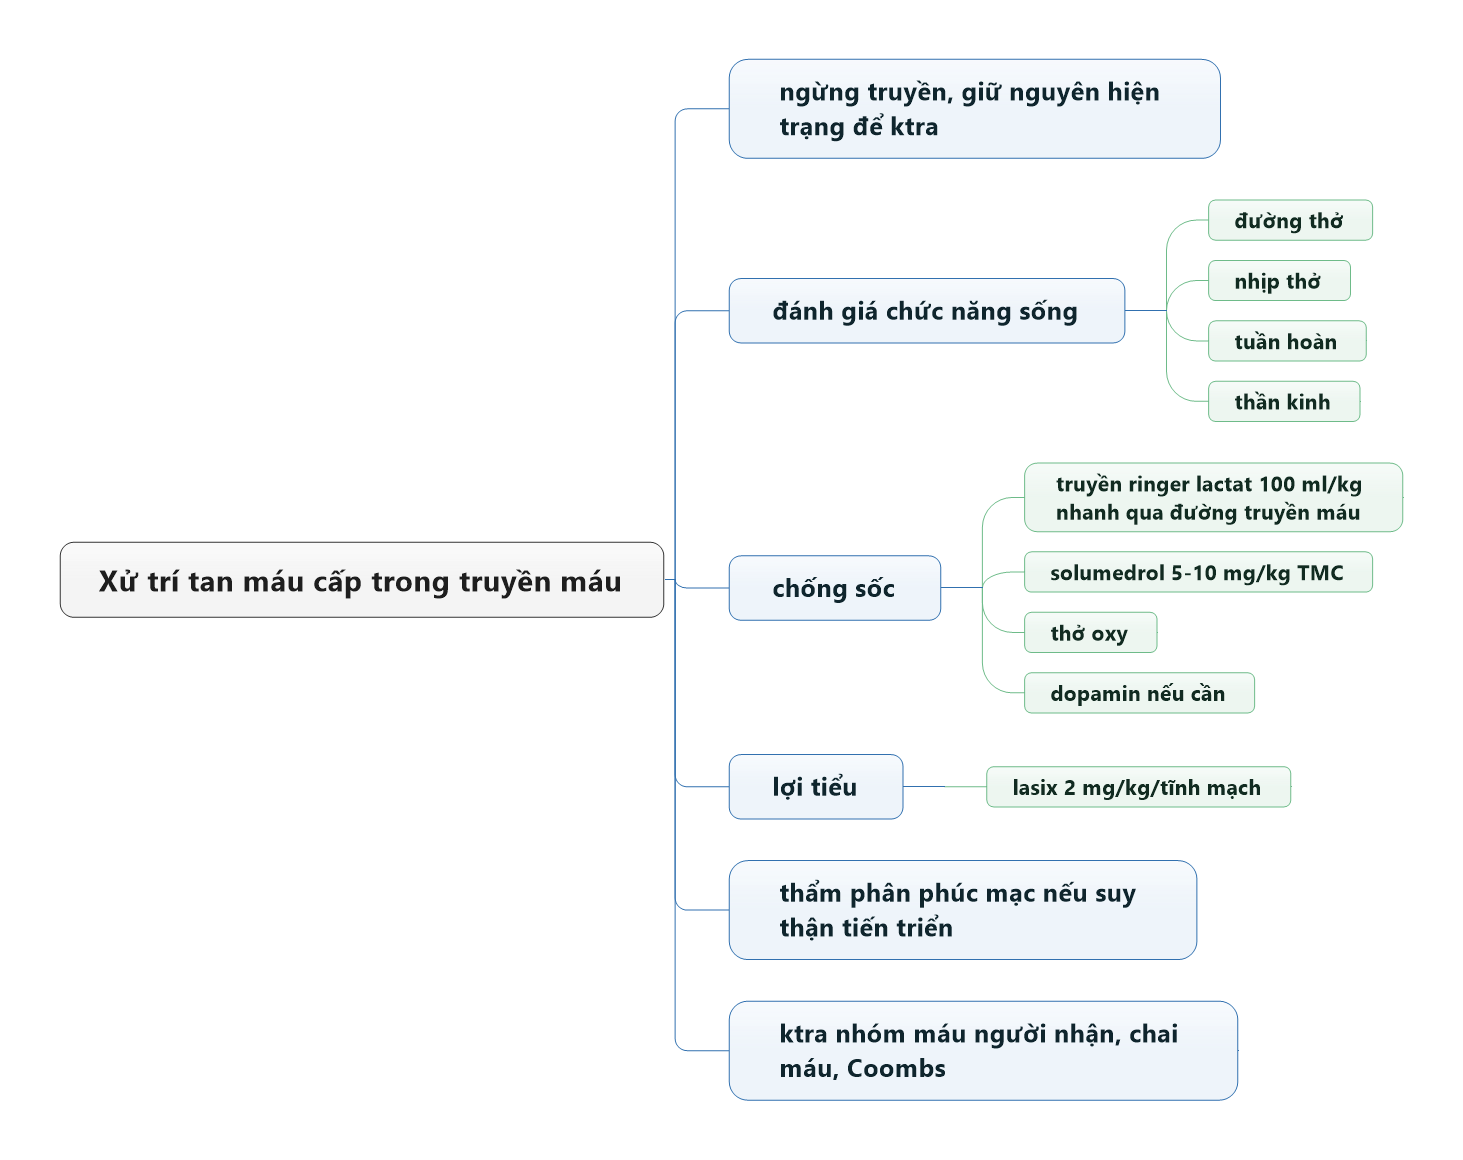 Xử trí tan máu cấp trong truyền máu
ngừng truyền, giữ nguyên hiện
trạng để ktra
đánh giá chức năng sống
đường thở
nhịp thở
tuần hoàn
thần kinh
chống sốc
truyền ringer lactat 100 ml/kg
nhanh qua đường truyền máu
solumedrol 5-10 mg/kg TMC
thở oxy
dopamin nếu cần
lợi tiểu
lasix 2 mg/kg/tĩnh mạch
thẩm phân phúc mạc nếu suy
thận tiến triển
ktra nhóm máu người nhận, chai
máu, Coombs